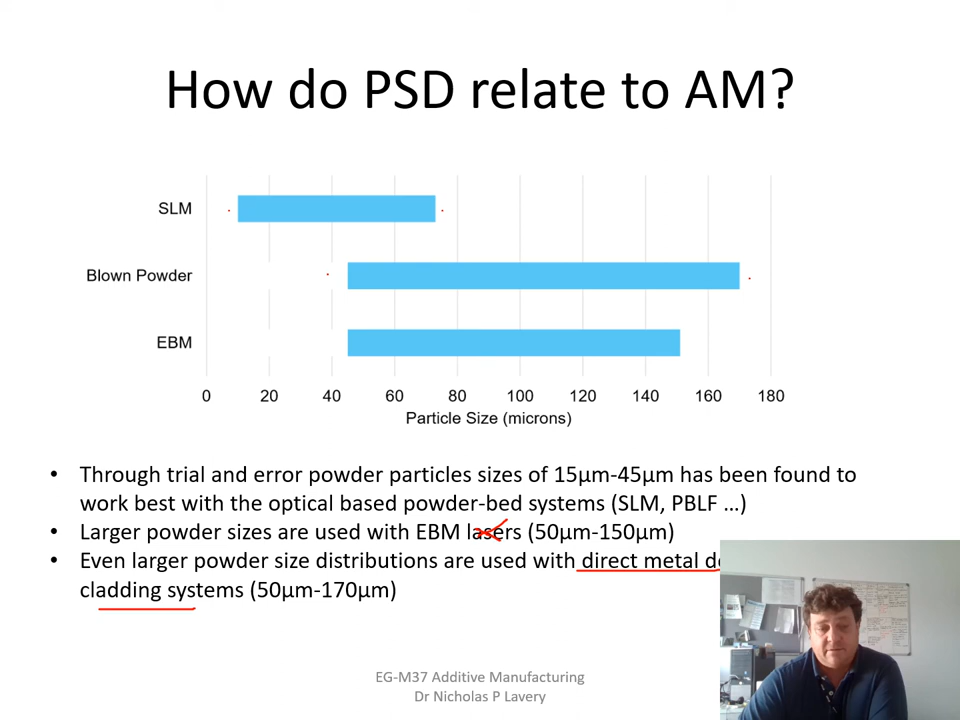 How do PSD relate to AM?
SLM
Blown Powder
EBM
0 20 40 60 80 100 120 140 160 180
Particle Size (microns)
• Through trial and error powder particles sizes of 15µm-45µm has been found to
work best with the optical based powder-bed systems (SLM, PBLF ...)
• Larger powder sizes are used with EBM lasers (50µm-150µm)
• Even larger powder size distributions are used with direct metal
cladding systems (50µm-170µm)
EG-M37 Additive Manufacturing
Dr Nicholas P Lavery